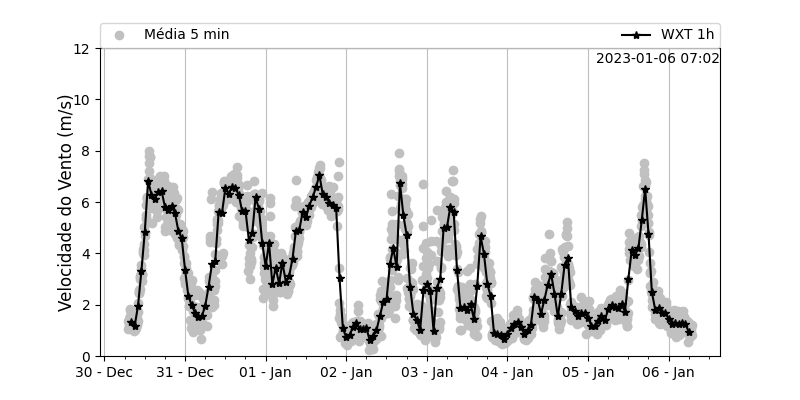 Média 5 min
WXT 1h
2023-01-06 07:02
Velocidade do Vento (m/s)
12
10
8
6
4
2
0
30 - Dec
31 - Dec
01 - Jan
02 - Jan
03 - Jan
04 - Jan
05 - Jan
06 - Jan